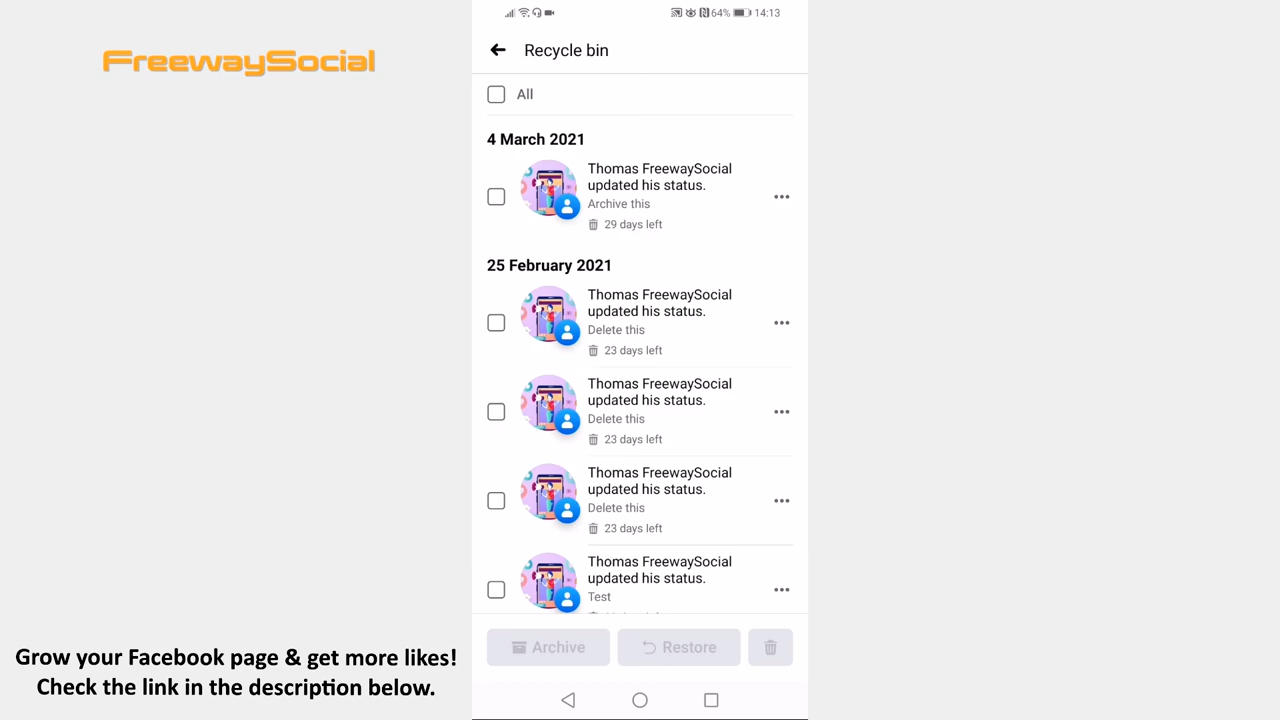 64% 14:13
FreewaySocial
Recycle bin
All
4 March 2021
Thomas FreewaySocial
updated his status.
Archive this
29 days left
25 February 2021
Thomas FreewaySocial
updated his status.
Delete this
23 days left
Thomas FreewaySocial
updated his status.
Delete this
23 days left
Thomas FreewaySocial
updated his status.
Delete this
23 days left
Thomas FreewaySocial
updated his status.
Test
Archive Restore
Grow your Facebook page & get more likes!
Check the link in the description below.